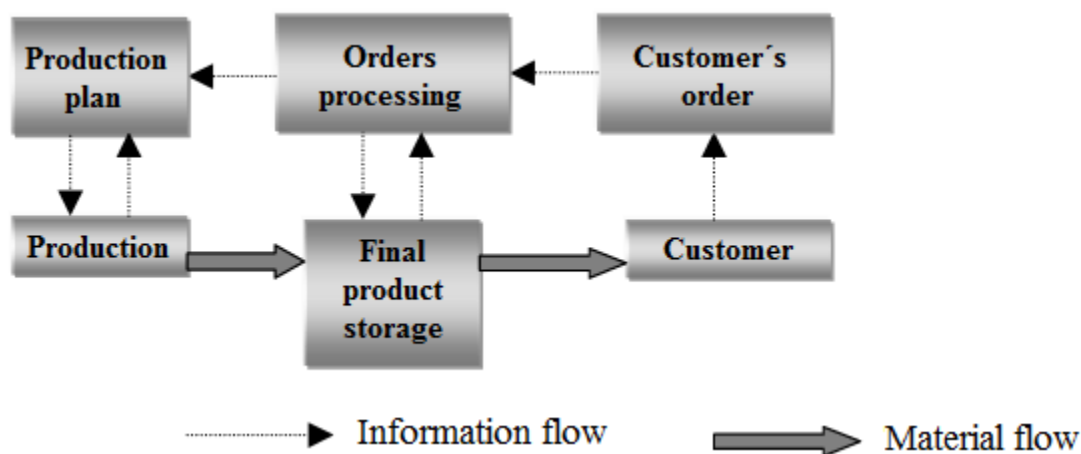 Production
plan
Orders
processing
Customer´s
order
Production
Final
product
storage
Customer
Information flow
Material flow